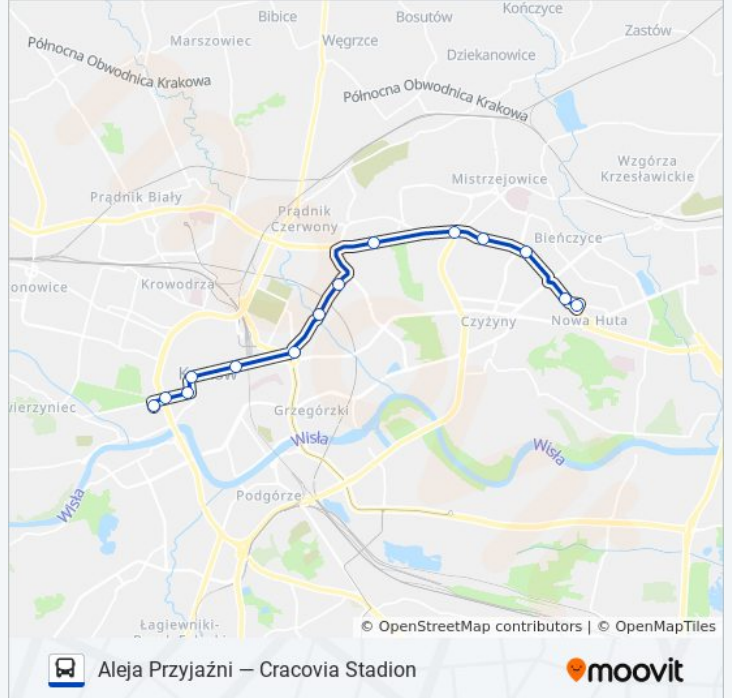 Kończyce
Bibice
Bosutów
Zastów
Marszowiec
Węgrzce
Dziekanowice
Północna Obwodnica Krakowa
Północna Obwodnica Krakowa
Wzgórza
Krzesławickie
Mistrzejowice
Prądnik Biały
Prądnik
Czerwony
Bieńczyce
onowice
Krowodrza
Czyżyny
Nowa Huta
wierzyniec
Grzegórzki
Wisła
Wisła
Wisła
Podgórze
Łagiewniki-
© OpenStreetMap contributors | © OpenMapTiles
Aleja Przyjaźni — Cracovia Stadion
moovit